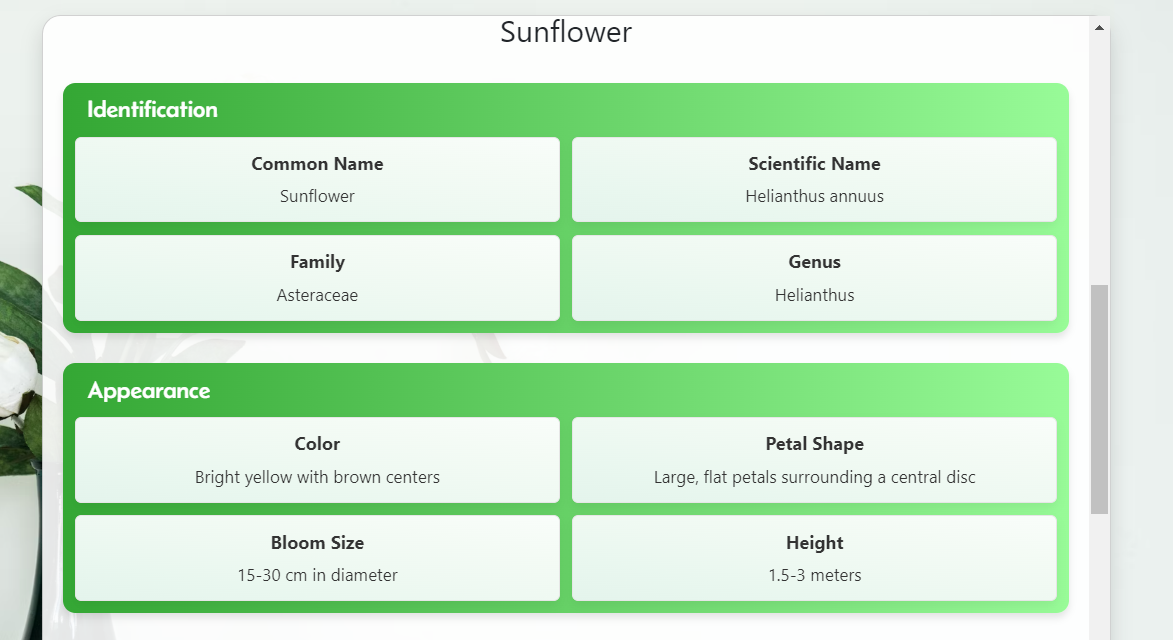 Sunflower
Identification
Common Name
Sunflower
Scientific Name
Helianthus annuus
Family
Asteraceae
Genus
Helianthus
Appearance
Color
Bright yellow with brown centers
Petal Shape
Large, flat petals surrounding a central disc
Bloom Size
15-30 cm in diameter
Height
1.5-3 meters